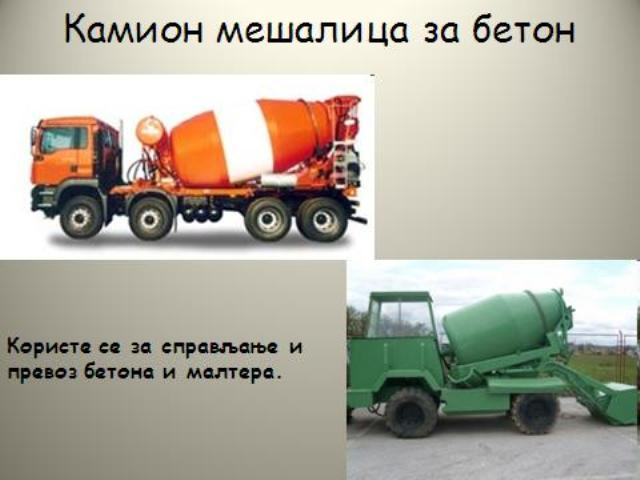 Камион мешалица за бетон
Користе се за справљање и
превоз бетона и малтера.